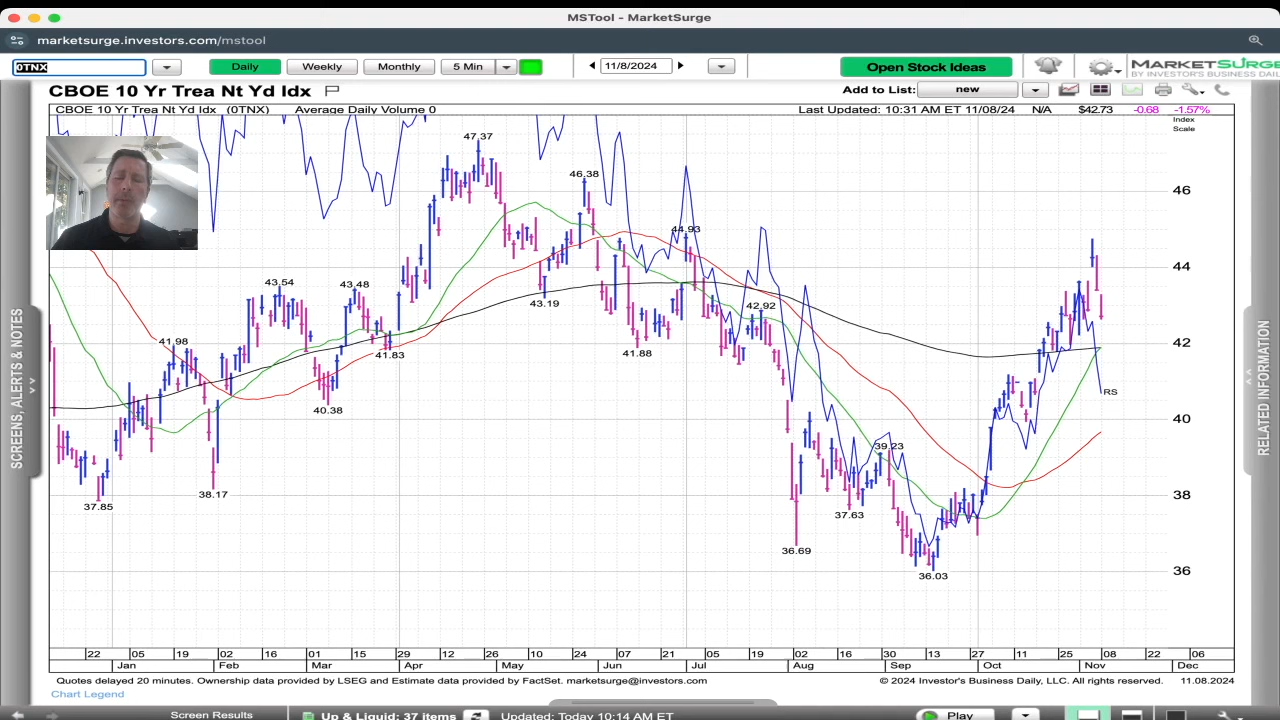 MSTool - MarketSurge
marketsurge.investors.com/mstool
0TNX Daily Weekly Monthly 5 Min 11/8/2024 Open Stock Ideas MARKETSURGE
BY INVESTOR'S BUSINESS DAILY
CBOE 10 Yr Trea Nt Yd Idx Add to List: new
CBOE 10 Yr Trea Nt Yd Idx (0TNX) Average Daily Volume 0 Last Updated: 10:31 AM ET 11/08/24 N/A $42.73 -0.68 -1.57%
Index
Scale
47.37
46.38
46
44.93
44
43.54
43.48
43.19
42.92
42
41.98
41.88
41.83
40.38
RS
40
39.23
38
38.17
37.85
37.63
36.69
36.03
36
22 05 19 02 16 01 15 29 12 26 10 24 07 21 05 19 02 16 30 13 27 11 25 08 22 06
Jan Feb Mar Apr May Jun Jul Aug Sep Oct Nov Dec
Quotes delayed 20 minutes. Ownership data provided by LSEG and Estimate data provided by FactSet. marketsurge@investors.com © 2024 Investor's Business Daily, LLC. All rights reserved. 11.08.2024
Chart Legend
SCREENS, ALERTS & NOTES
RELATED INFORMATION
Screen Results Up & Liquid: 37 items Updated: Today 10:14 AM ET Play